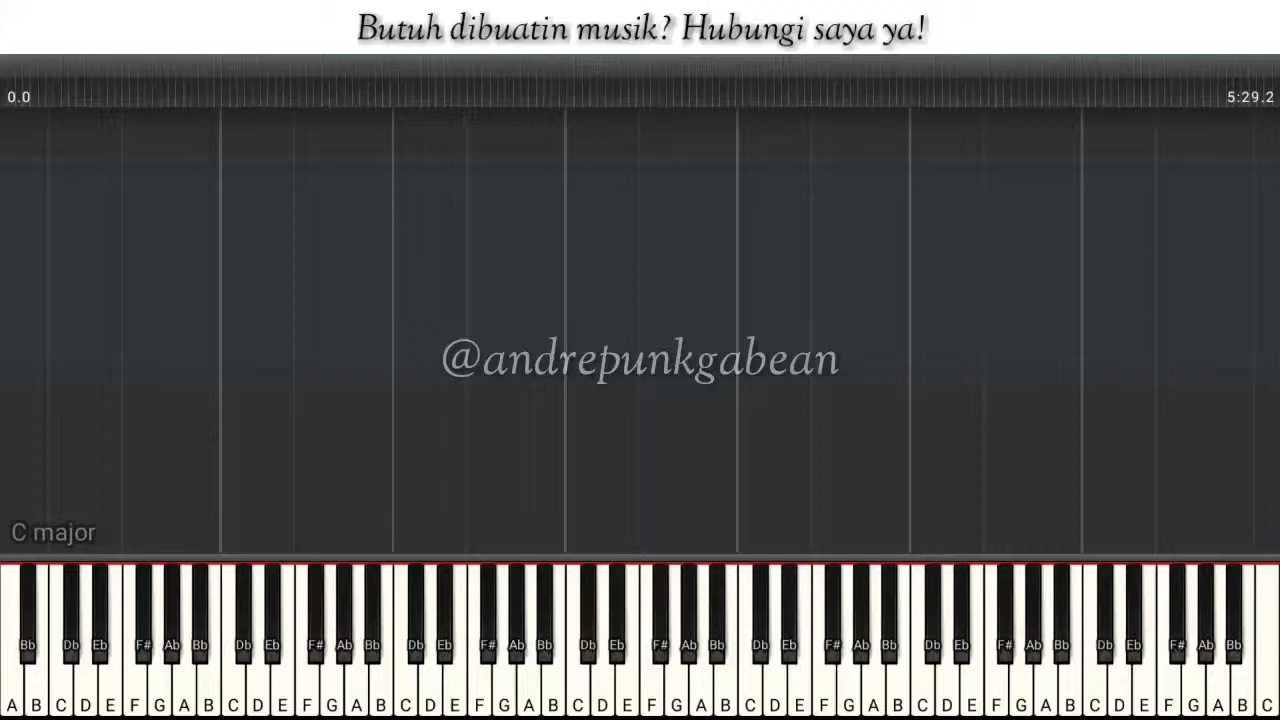 Butuh dibuatin musik? Hubungi saya ya!
0.0 5:29.2
@andrepunkgabean
C major
Bb Db Eb F# Ab Bb Db Eb F# Ab Bb Db Eb F# Ab Bb Db Eb F# Ab Bb Db Eb F# Ab Bb Db Eb F# Ab Bb Db Eb F# Ab Bb
A B C D E F G A B C D E F G A B C D E F G A B C D E F G A B C D E F G A B C D E F G A B C D E F G A B C